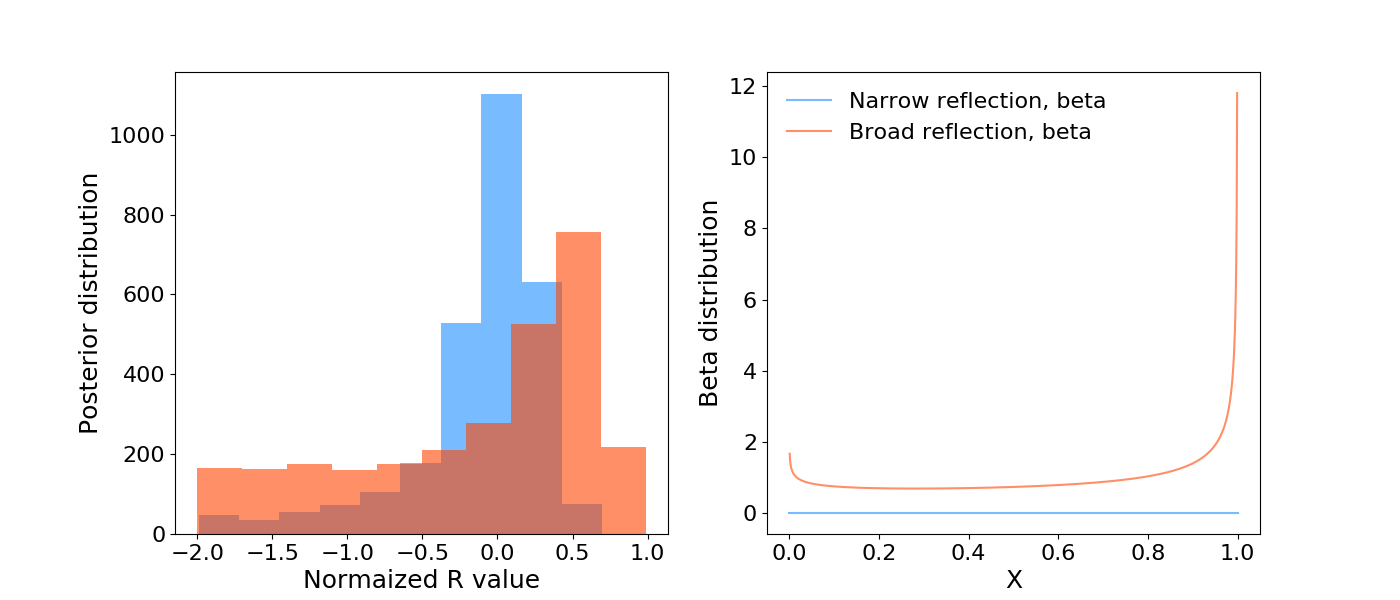 Posterior distribution
1000
800
600
400
200
0
−2.0 −1.5 −1.0 −0.5 0.0 0.5 1.0
Normaized R value
Beta distribution
12
10
8
6
4
2
0
0.0 0.2 0.4 0.6 0.8 1.0
X
Narrow reflection, beta
Broad reflection, beta